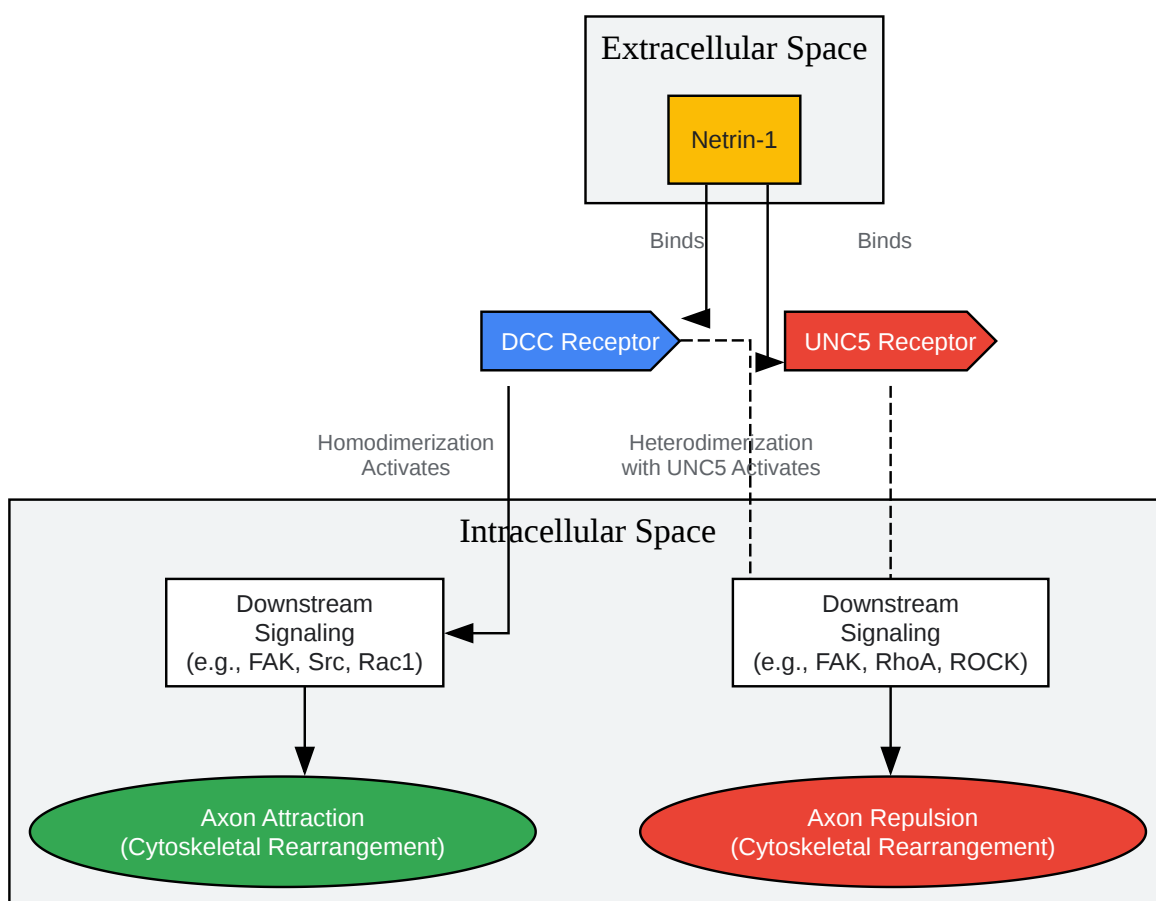 Extracellular Space
Netrin-1
Binds
Binds
DCC Receptor
UNC5 Receptor
Homodimerization
Activates
Heterodimerization
with UNC5 Activates
Intracellular Space
Downstream
Signaling
(e.g., FAK, Src, Rac1)
Downstream
Signaling
(e.g., FAK, RhoA, ROCK)
Axon Attraction
(Cytoskeletal Rearrangement)
Axon Repulsion
(Cytoskeletal Rearrangement)